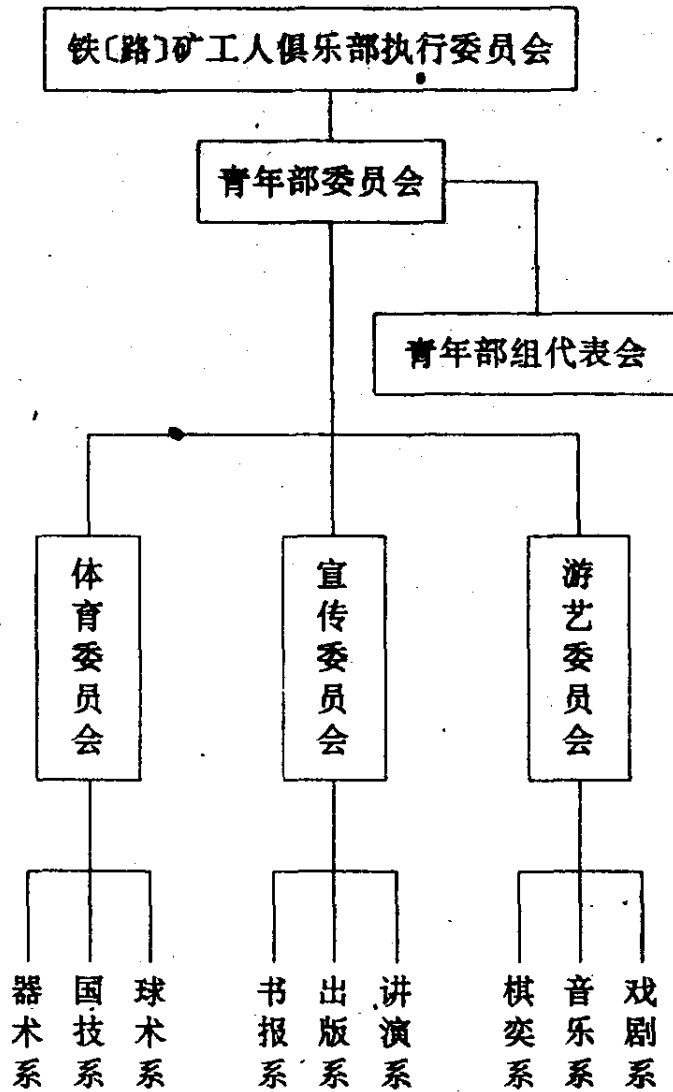 铁〔路〕矿工人俱乐部执行委员会
青年部委员会
青年部组代表会
体育委员会
宣传委员会
游艺委员会
器术系
国技系
球术系
书报系
出版系
讲演系
棋奕系
音乐系
戏剧系